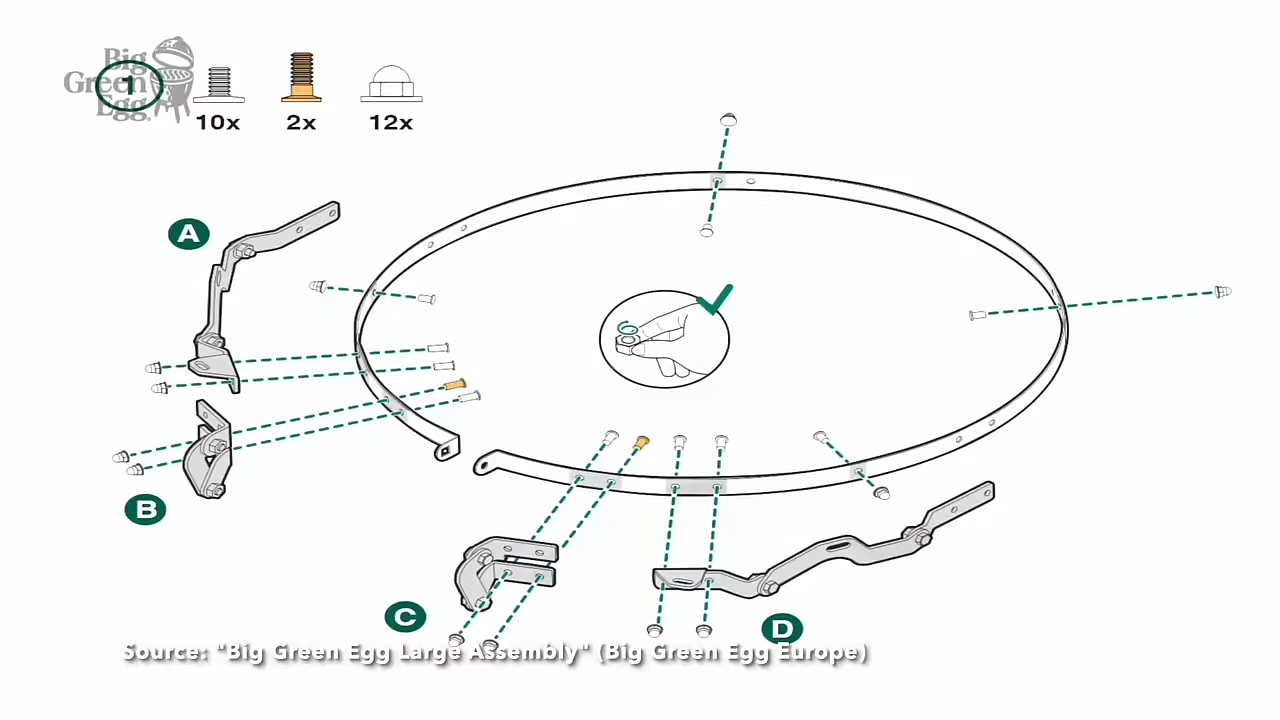 Big
Green
Egg
1
10x
2x
12x
A
B
C
D
Source: "Big Green Egg Large Assembly" (Big Green Egg Europe)